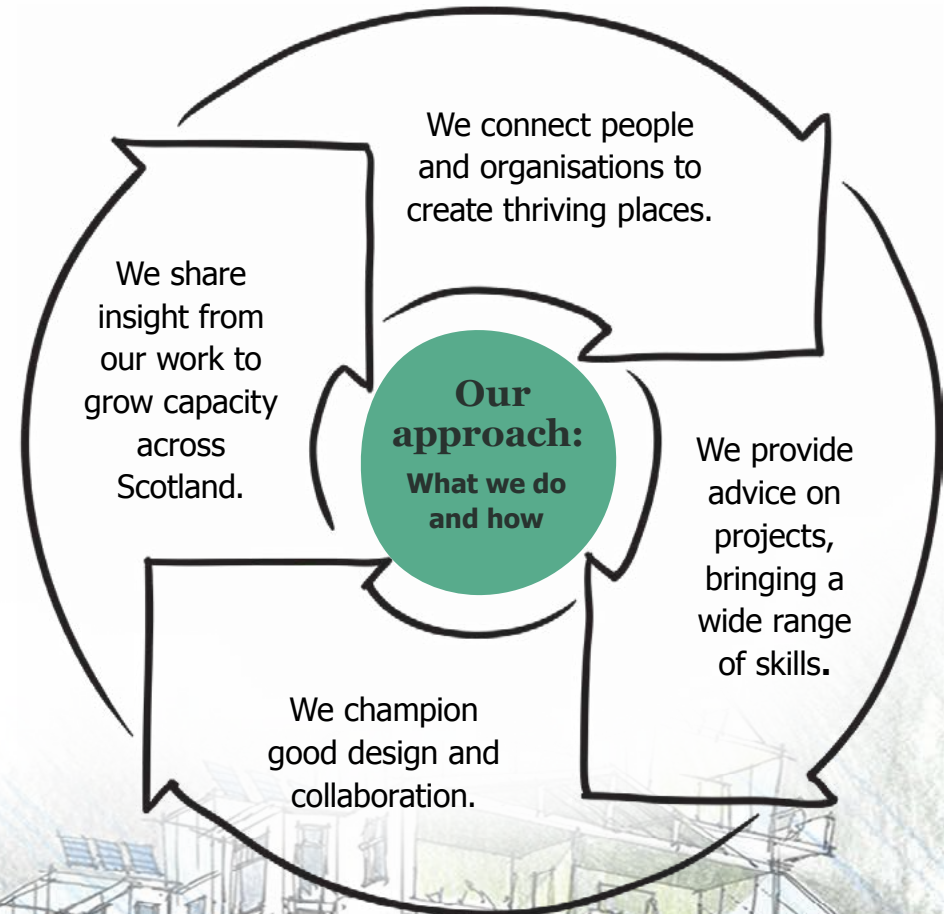 We connect people
and organisations to
create thriving places.
We share
insight from
our work to
grow capacity
across
Scotland.
Our
approach:
What we do
and how
We provide
advice on
projects,
bringing a
wide range
of skills.
We champion
good design and
collaboration.